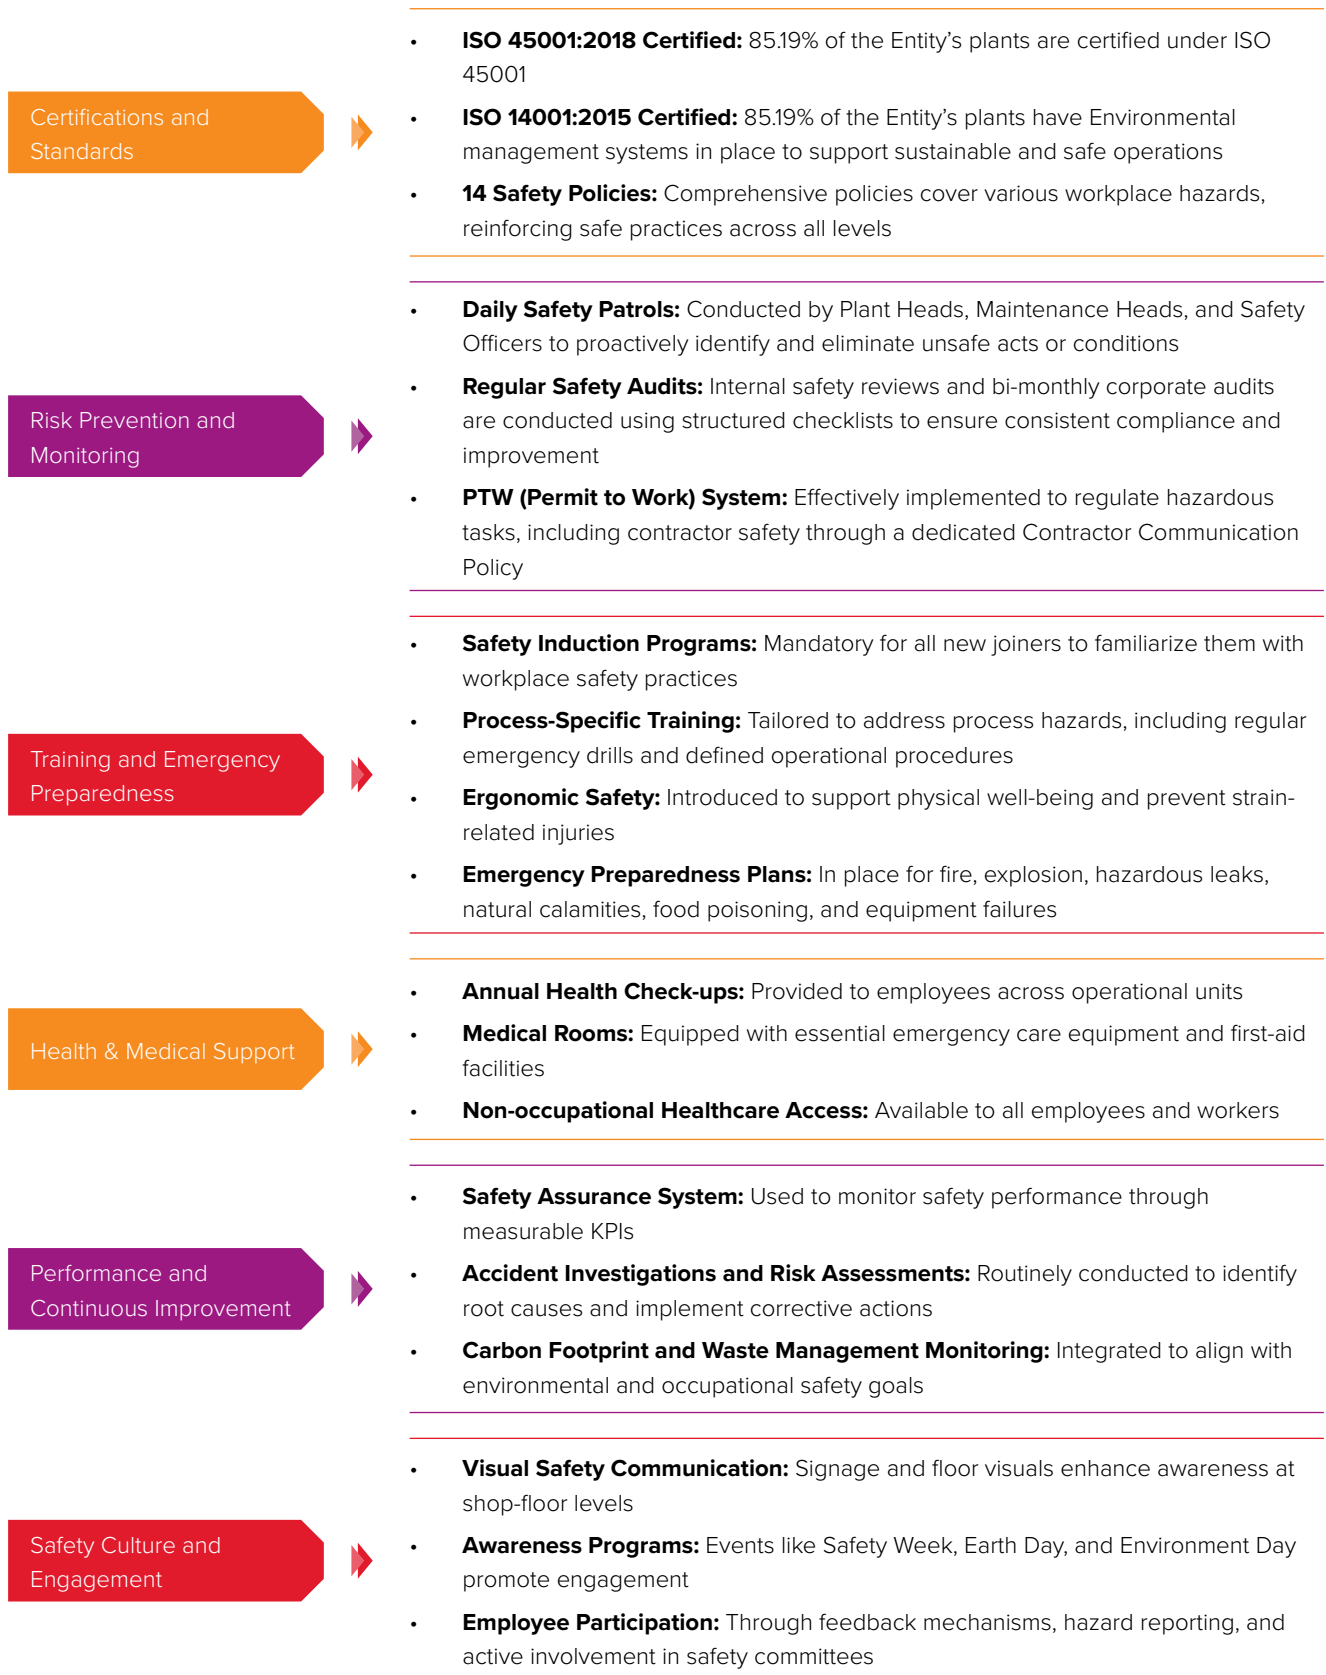 Certifications and
Standards
• ISO 45001:2018 Certified: 85.19% of the Entity’s plants are certified under ISO
45001
• ISO 14001:2015 Certified: 85.19% of the Entity’s plants have Environmental
management systems in place to support sustainable and safe operations
• 14 Safety Policies: Comprehensive policies cover various workplace hazards,
reinforcing safe practices across all levels
Risk Prevention and
Monitoring
• Daily Safety Patrols: Conducted by Plant Heads, Maintenance Heads, and Safety
Officers to proactively identify and eliminate unsafe acts or conditions
• Regular Safety Audits: Internal safety reviews and bi-monthly corporate audits
are conducted using structured checklists to ensure consistent compliance and
improvement
• PTW (Permit to Work) System: Effectively implemented to regulate hazardous
tasks, including contractor safety through a dedicated Contractor Communication
Policy
Training and Emergency
Preparedness
• Safety Induction Programs: Mandatory for all new joiners to familiarize them with
workplace safety practices
• Process-Specific Training: Tailored to address process hazards, including regular
emergency drills and defined operational procedures
• Ergonomic Safety: Introduced to support physical well-being and prevent strain-
related injuries
• Emergency Preparedness Plans: In place for fire, explosion, hazardous leaks,
natural calamities, food poisoning, and equipment failures
Health & Medical Support
• Annual Health Check-ups: Provided to employees across operational units
• Medical Rooms: Equipped with essential emergency care equipment and first-aid
facilities
• Non-occupational Healthcare Access: Available to all employees and workers
Performance and
Continuous Improvement
• Safety Assurance System: Used to monitor safety performance through
measurable KPIs
• Accident Investigations and Risk Assessments: Routinely conducted to identify
root causes and implement corrective actions
• Carbon Footprint and Waste Management Monitoring: Integrated to align with
environmental and occupational safety goals
Safety Culture and
Engagement
• Visual Safety Communication: Signage and floor visuals enhance awareness at
shop-floor levels
• Awareness Programs: Events like Safety Week, Earth Day, and Environment Day
promote engagement
• Employee Participation: Through feedback mechanisms, hazard reporting, and
active involvement in safety committees